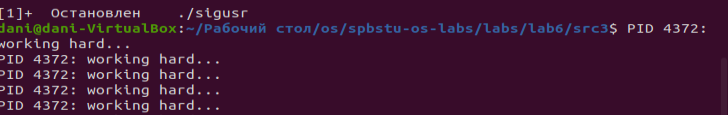 [1]+  Остановлен    ./sigusr
dani@dani-VirtualBox:~/Рабочий стол/os/spbstu-os-labs/labs/lab6/src3$ PID 4372:
working hard...
PID 4372: working hard...
PID 4372: working hard...
PID 4372: working hard...
PID 4372: working hard...